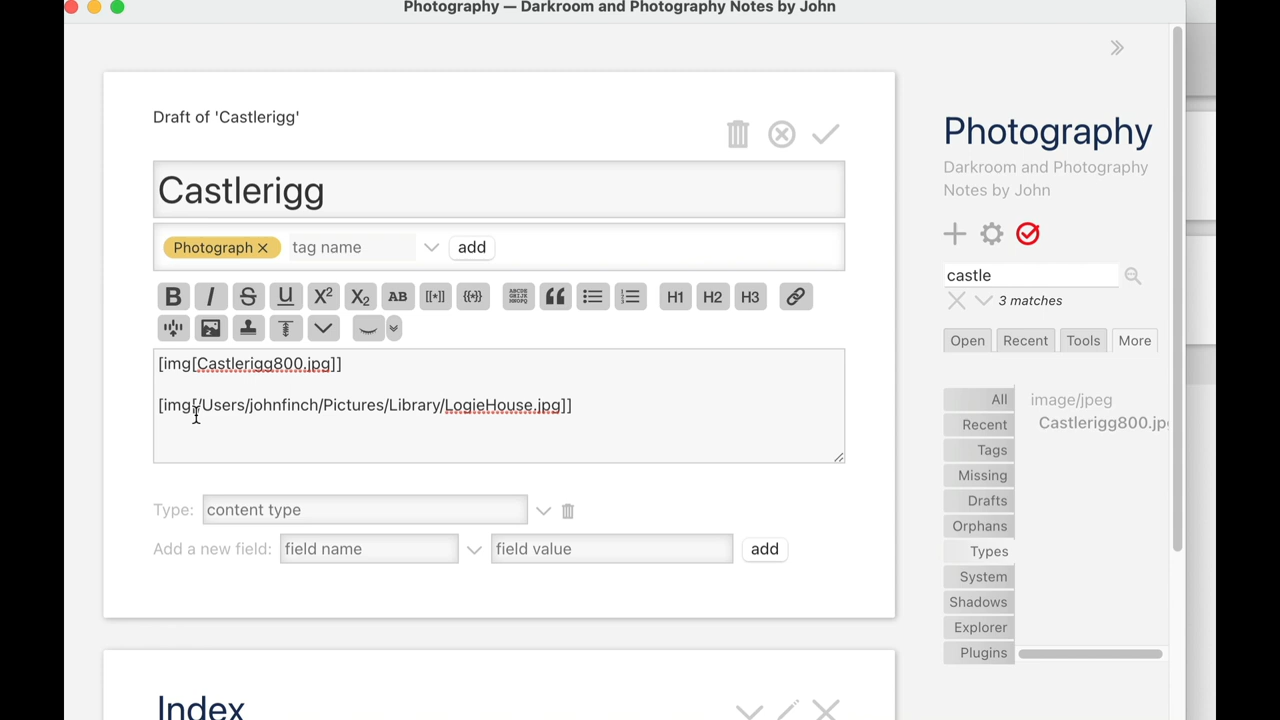 Photography — Darkroom and Photography Notes by John
Draft of 'Castlerigg'
Castlerigg
Photograph × tag name add
B I S U X² X₂ AB [[*]] {{*}} ABCDE GHIJK MNOPQ H1 H2 H3
[img[Castlerigg800.jpg]]
[img[/Users/johnfinch/Pictures/Library/LogieHouse.jpg]]
Type: content type
Add a new field: field name field value add
Index
Photography
Darkroom and Photography
Notes by John
castle
3 matches
Open Recent Tools More
All
Recent
Tags
Missing
Drafts
Orphans
Types
System
Shadows
Explorer
Plugins
image/jpeg
Castlerigg800.jp